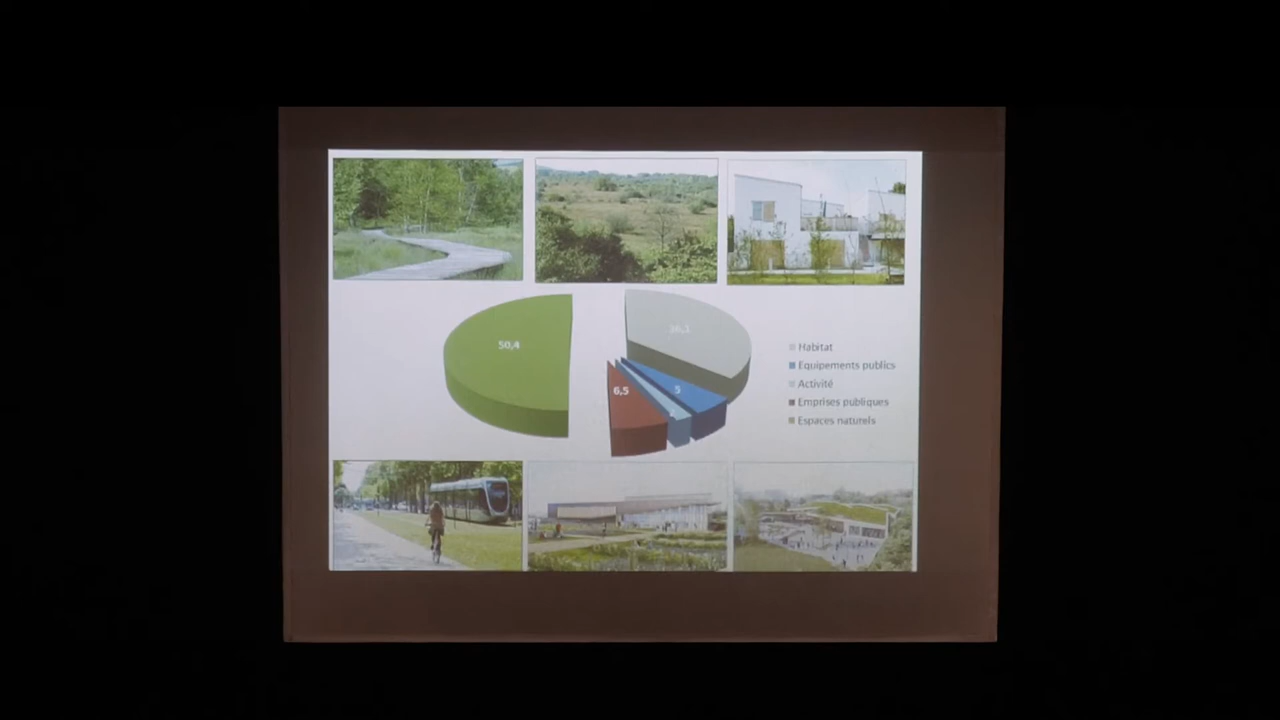 50,4
6,5
5
Habitat
Equipements publics
Activité
Emprises publiques
Espaces naturels